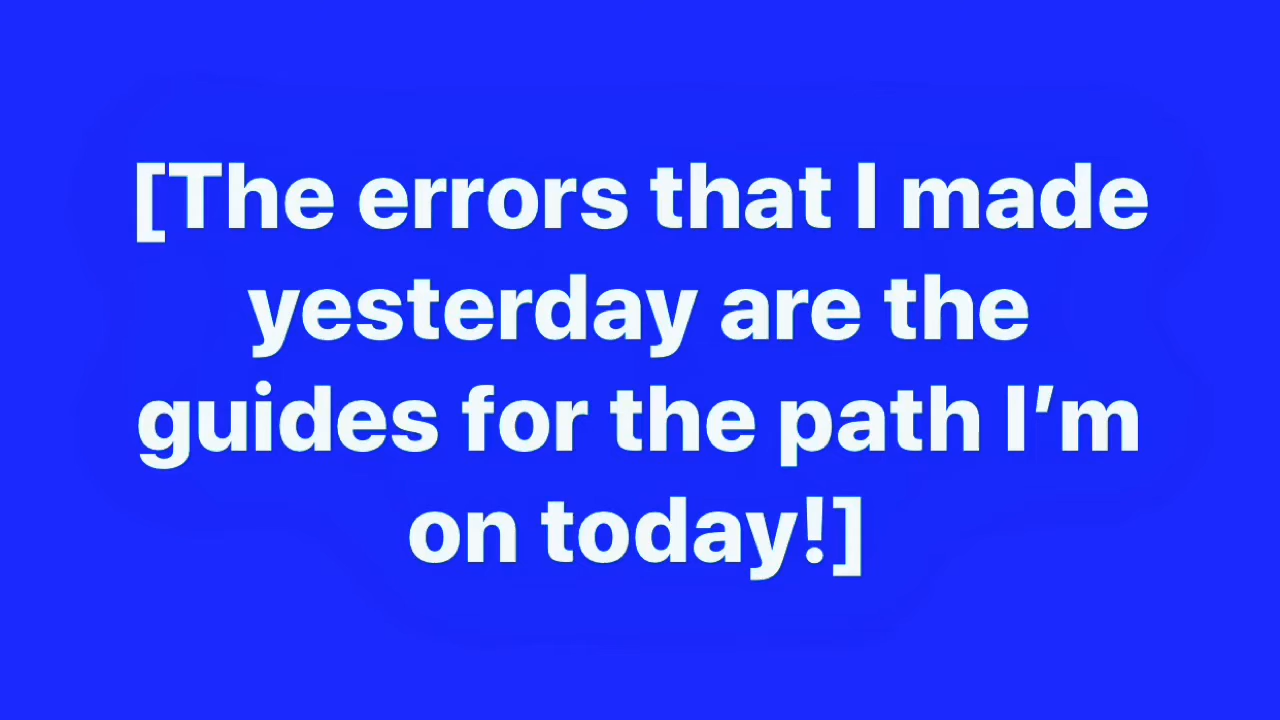 [The errors that I made
yesterday are the
guides for the path I’m
on today!]